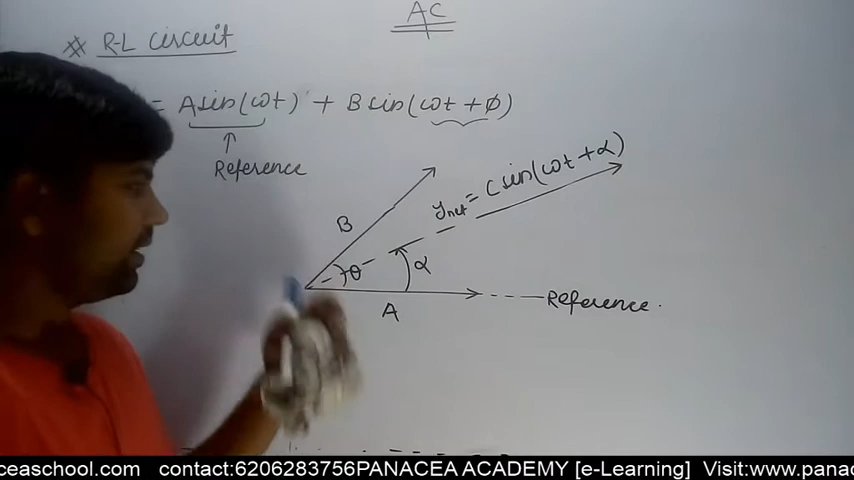 AC
* R-L circuit
= A sin(ωt) + B sin(ωt + ϕ)
Reference
B
y_net = C sin(ωt + α)
θ
α
A
Reference.
ceaschool.com contact:6206283756PANACEA ACADEMY [e-Learning] Visit:www.pana